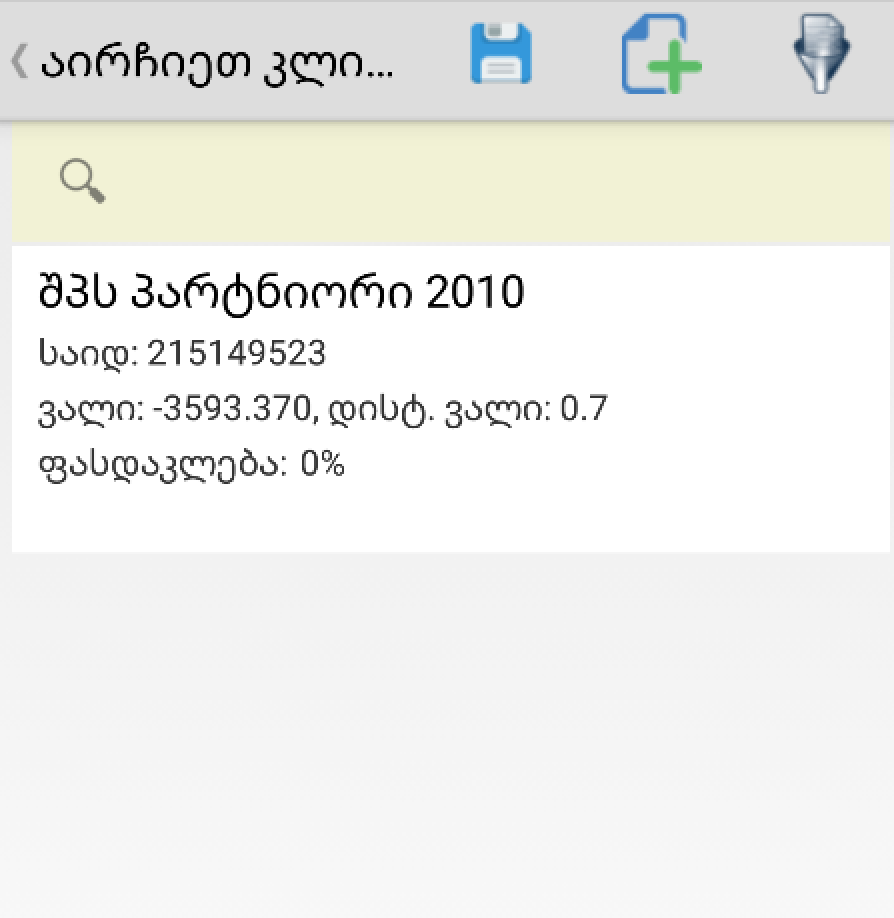 აირჩიეთ კლი...
შპს პარტნიორი 2010
საიდ: 215149523
ვალი: -3593.370, დისტ. ვალი: 0.7
ფასდაკლება: 0%